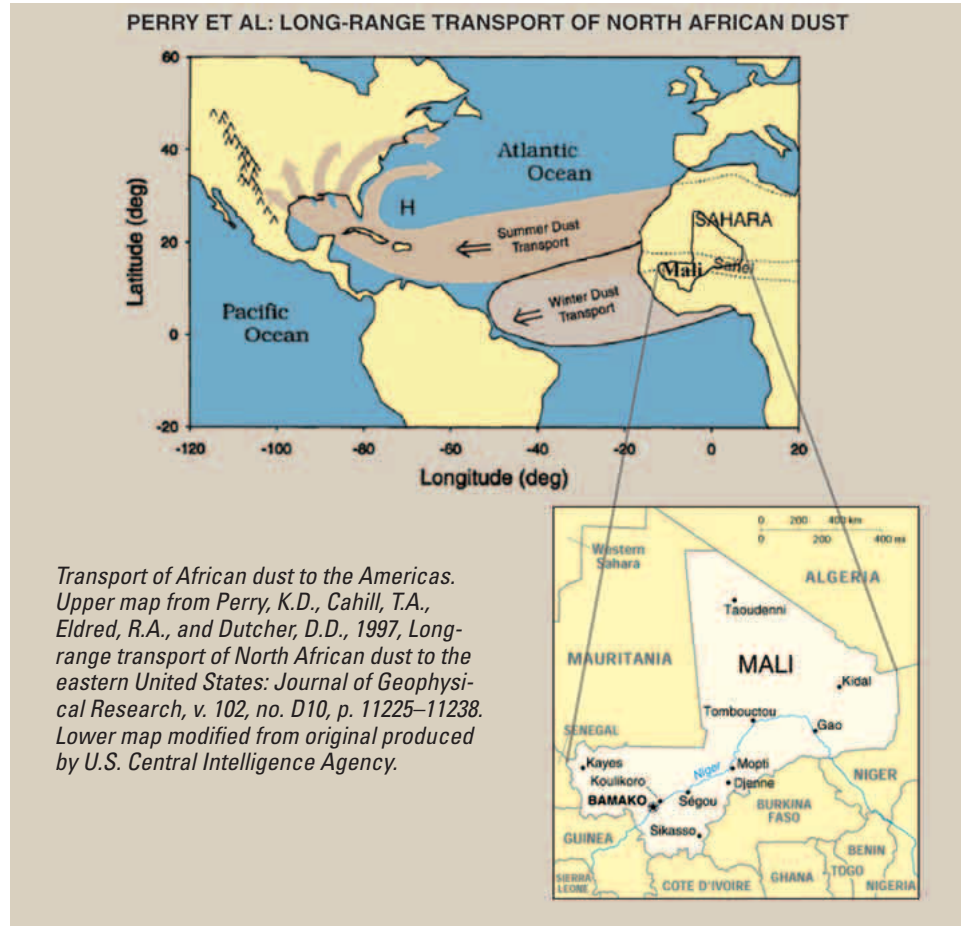 PERRY ET AL: LONG-RANGE TRANSPORT OF NORTH AFRICAN DUST
60
40
20
0
-20
Latitude (deg)
-120 -100 -80 -60 -40 -20 0 20
Longitude (deg)
Atlantic
Ocean
H
SAHARA
Summer Dust
Transport
Mali
Sahel
Winter Dust
Transport
Pacific
Ocean
Transport of African dust to the Americas.
Upper map from Perry, K.D., Cahill, T.A.,
Eldred, R.A., and Dutcher, D.D., 1997, Long-
range transport of North African dust to the
eastern United States: Journal of Geophysi-
cal Research, v. 102, no. D10, p. 11225–11238.
Lower map modified from original produced
by U.S. Central Intelligence Agency.
0 200 400 km
0 200 400 mi
Western
Sahara
ALGERIA
Taoudenni
MAURITANIA
MALI
Kidal
Tombouctou
Gao
SENEGAL
Kayes
Niger
Mopti
NIGER
Koulikoro
Djenne
BAMAKO
Ségou
BURKINA
FASO
Sikasso
GUINEA
BENIN
SIERRA
LEONE
COTE D'IVOIRE
GHANA
TOGO
NIGERIA